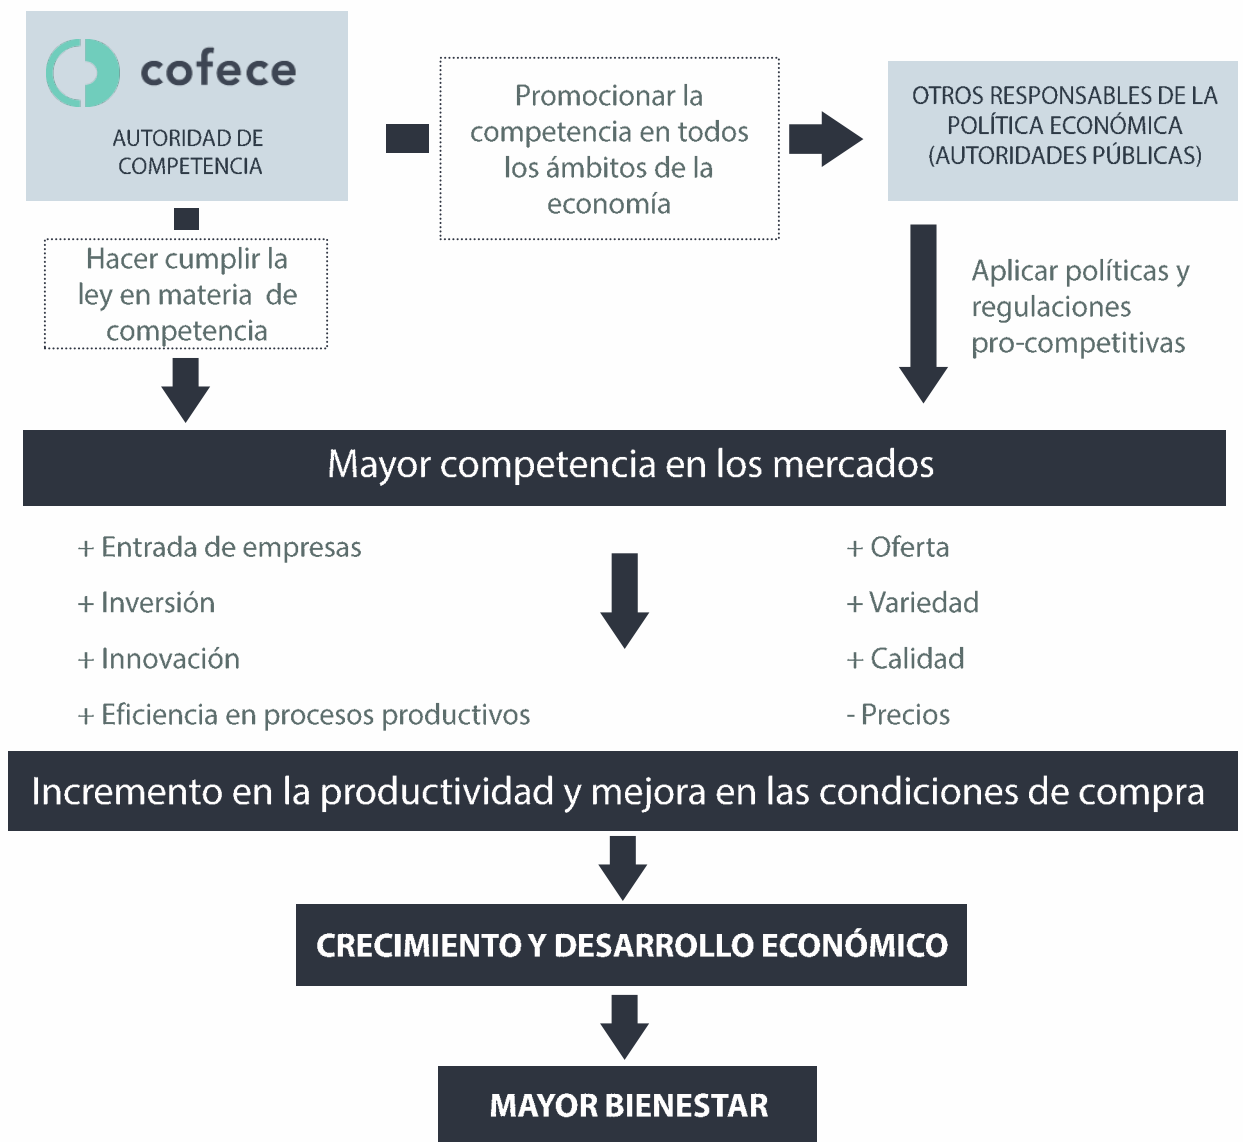 cofece
AUTORIDAD DE
COMPETENCIA
Promocionar la
competencia en todos
los ámbitos de la
economía
OTROS RESPONSABLES DE LA
POLÍTICA ECONÓMICA
(AUTORIDADES PÚBLICAS)
Hacer cumplir la
ley en materia de
competencia
Aplicar políticas y
regulaciones
pro-competitivas
Mayor competencia en los mercados
+ Entrada de empresas
+ Inversión
+ Innovación
+ Eficiencia en procesos productivos
+ Oferta
+ Variedad
+ Calidad
- Precios
Incremento en la productividad y mejora en las condiciones de compra
CRECIMIENTO Y DESARROLLO ECONÓMICO
MAYOR BIENESTAR